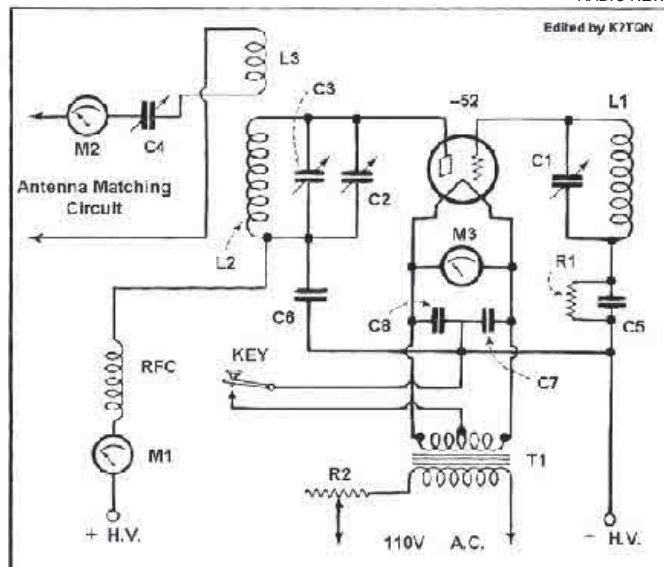 Edited by K2TQN
L3
C3
–52
L1
M2
C4
C1
C2
Antenna Matching
Circuit
M3
L2
R1
C6
C8
C5
KEY
C7
RFC
M1
T1
R2
+ H.V.
110V A.C.
– H.V.